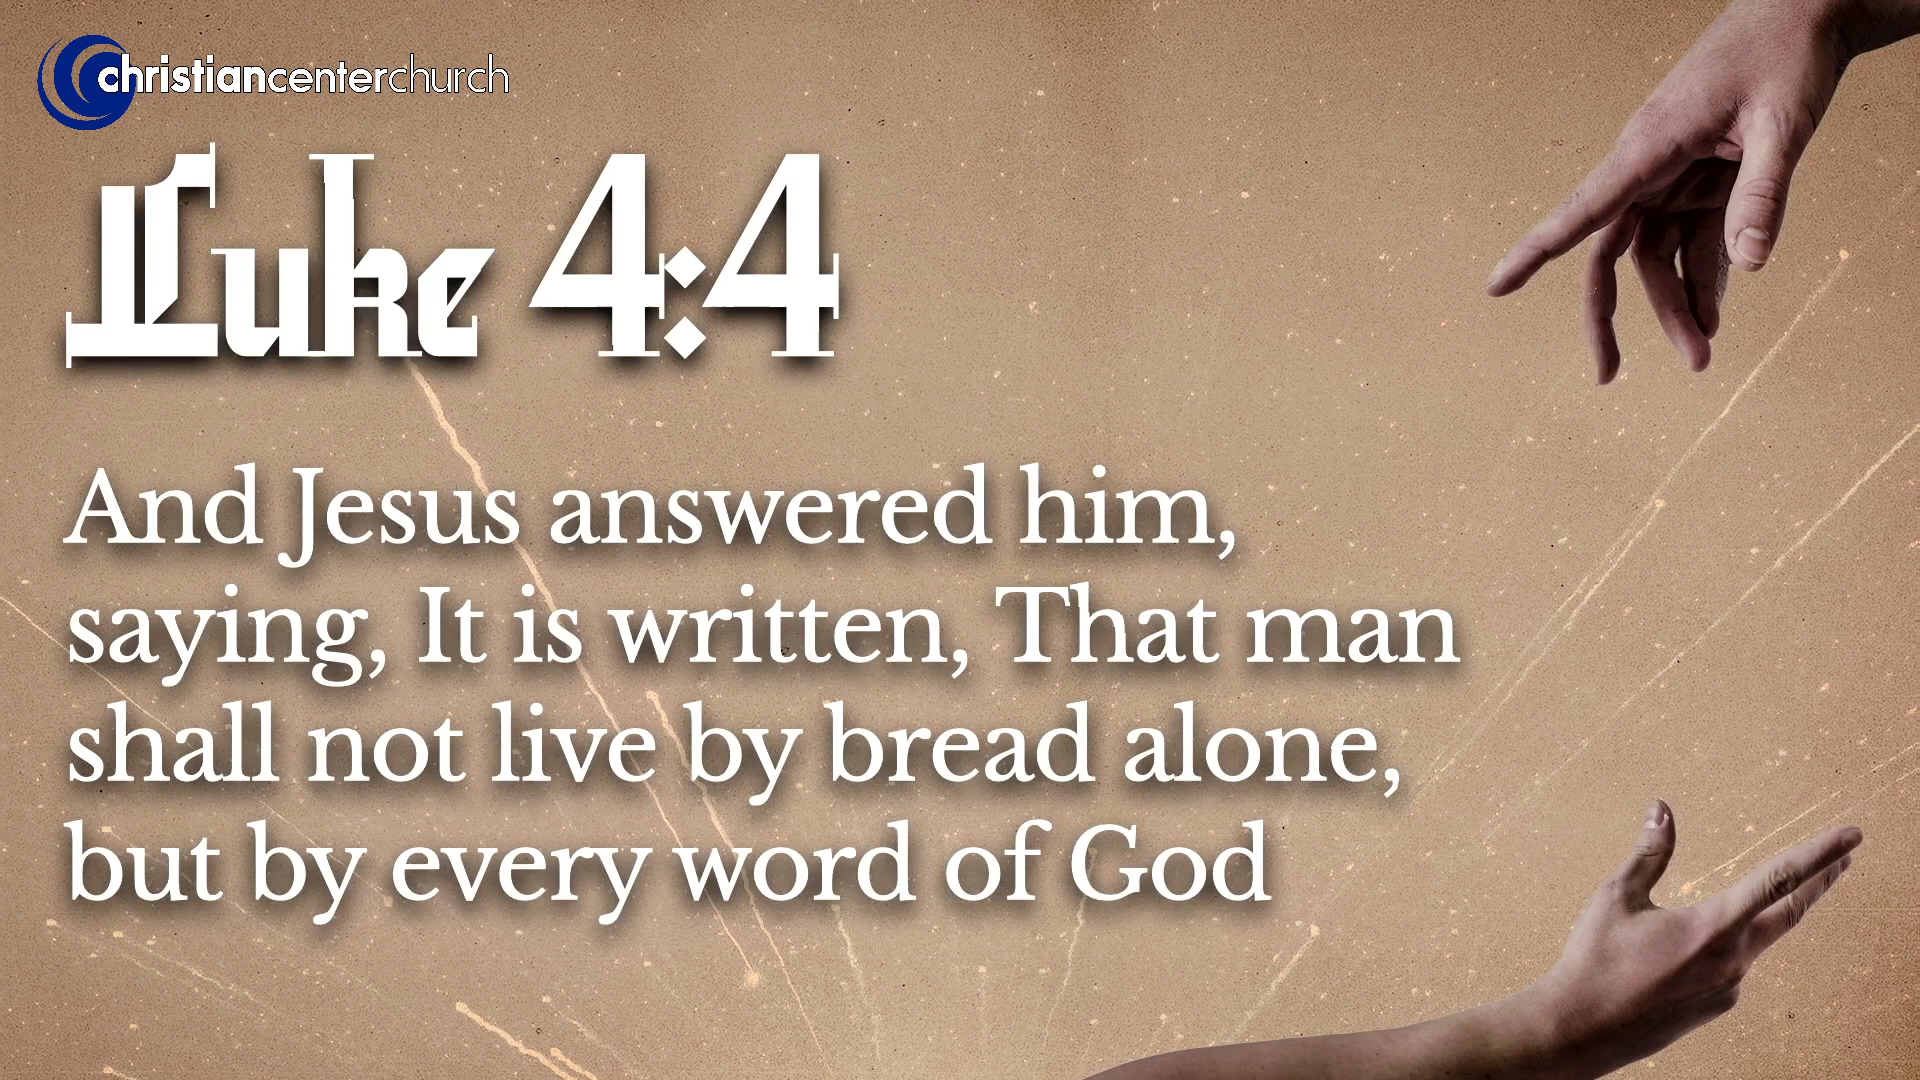 christiancenterchurch
Luke 4:4
And Jesus answered him,
saying, It is written, That man
shall not live by bread alone,
but by every word of God